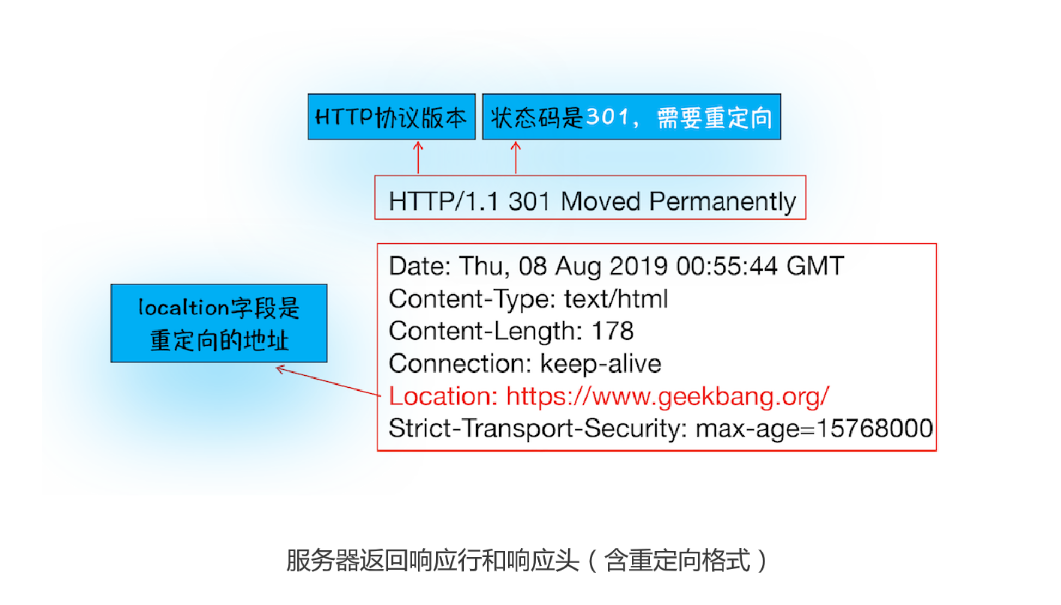 HTTP协议版本
状态码是301，需要重定向
HTTP/1.1 301 Moved Permanently
Date: Thu, 08 Aug 2019 00:55:44 GMT
Content-Type: text/html
Content-Length: 178
Connection: keep-alive
Location: https://www.geekbang.org/
Strict-Transport-Security: max-age=15768000
localtion字段是
重定向的地址
服务器返回响应行和响应头（含重定向格式）